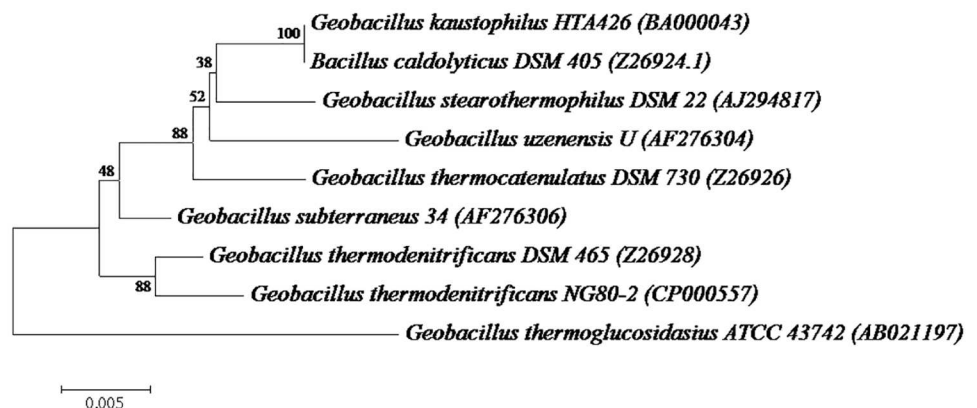 100
Geobacillus kaustophilus HTA426 (BA000043)
Bacillus caldolyticus DSM 405 (Z26924.1)
38
Geobacillus stearothermophilus DSM 22 (AJ294817)
52
Geobacillus uzenensis U (AF276304)
88
Geobacillus thermocatenulatus DSM 730 (Z26926)
48
Geobacillus subterraneus 34 (AF276306)
Geobacillus thermodenitrificans DSM 465 (Z26928)
88
Geobacillus thermodenitrificans NG80-2 (CP000557)
Geobacillus thermoglucosidasius ATCC 43742 (AB021197)
0.005